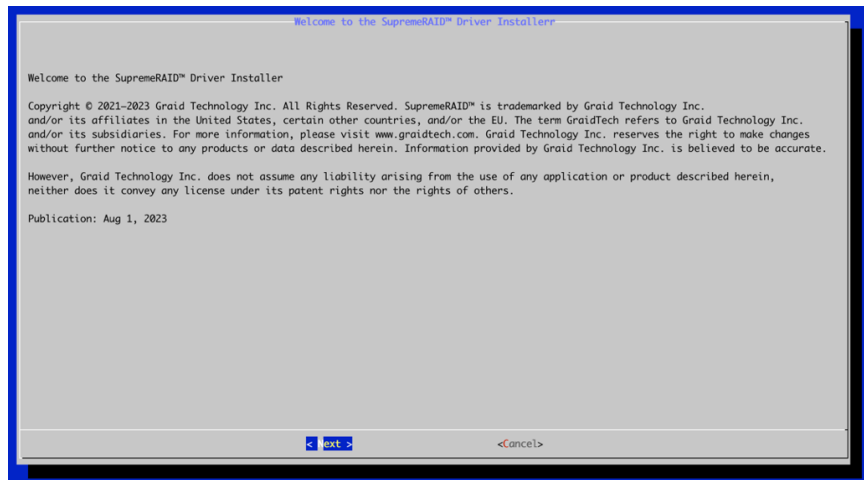 Welcome to the SupremeRAID™ Driver Installerr
Welcome to the SupremeRAID™ Driver Installer
Copyright © 2021–2023 Graid Technology Inc. All Rights Reserved. SupremeRAID™ is trademarked by Graid Technology Inc.
and/or its affiliates in the United States, certain other countries, and/or the EU. The term GraidTech refers to Graid Technology Inc.
and/or its subsidiaries. For more information, please visit www.graidtech.com. Graid Technology Inc. reserves the right to make changes
without further notice to any products or data described herein. Information provided by Graid Technology Inc. is believed to be accurate.
However, Graid Technology Inc. does not assume any liability arising from the use of any application or product described herein,
neither does it convey any license under its patent rights nor the rights of others.
Publication: Aug 1, 2023
< Next > <Cancel>